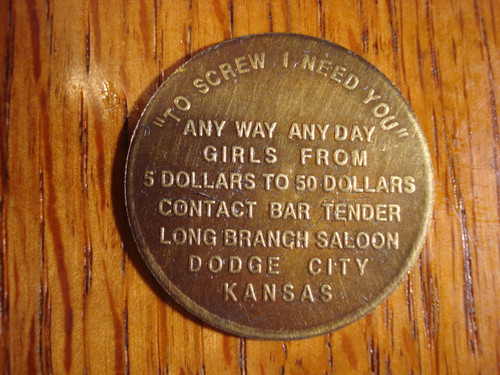 "TO SCREW I NEED YOU"
ANY WAY ANY DAY
GIRLS FROM
5 DOLLARS TO 50 DOLLARS
CONTACT BAR TENDER
LONG BRANCH SALOON
DODGE CITY
KANSAS